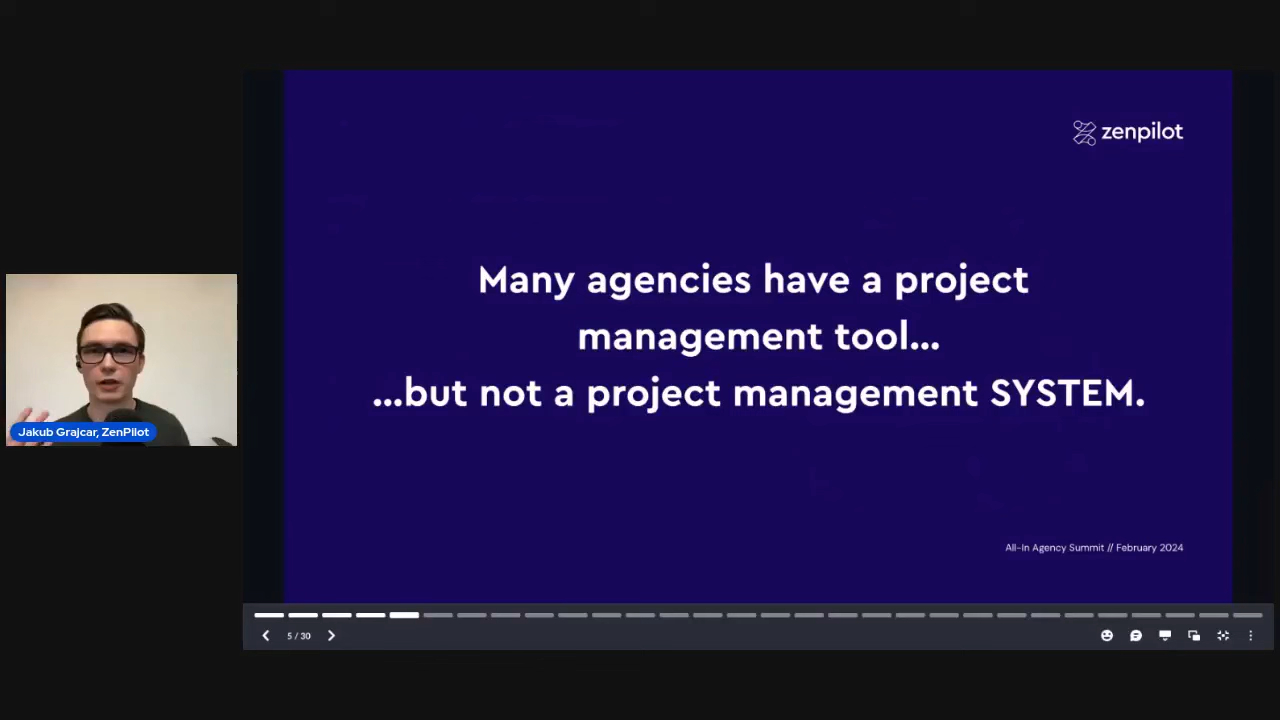 zenpilot
Many agencies have a project
management tool...
...but not a project management SYSTEM.
Jakub Grajcar, ZenPilot
All-In Agency Summit // February 2024
5 / 30